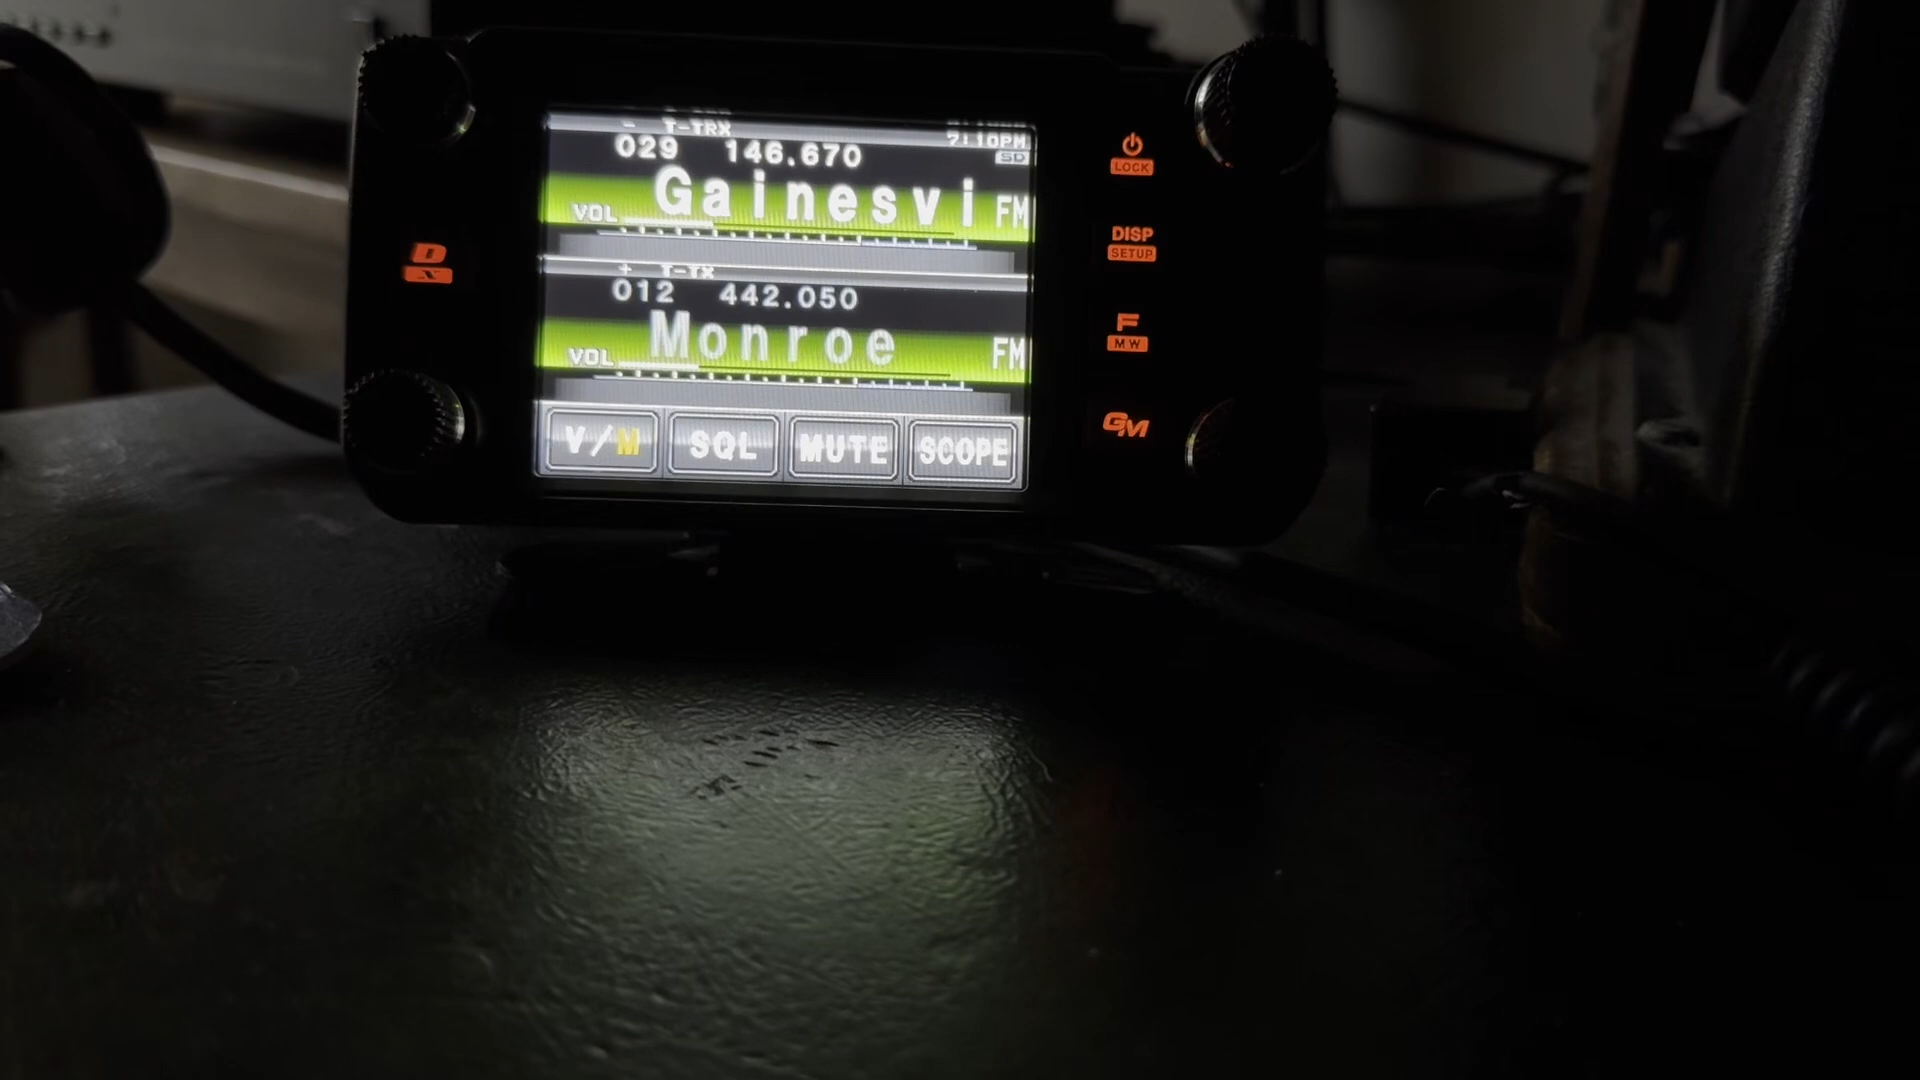 - T-TRX 7:10PM
029 146.670 SD
Gainesvi FM
VOL
+ T-TX
012 442.050
Monroe FM
VOL
V/M SQL MUTE SCOPE
D
X
LOCK
DISP
SETUP
F
MW
GM